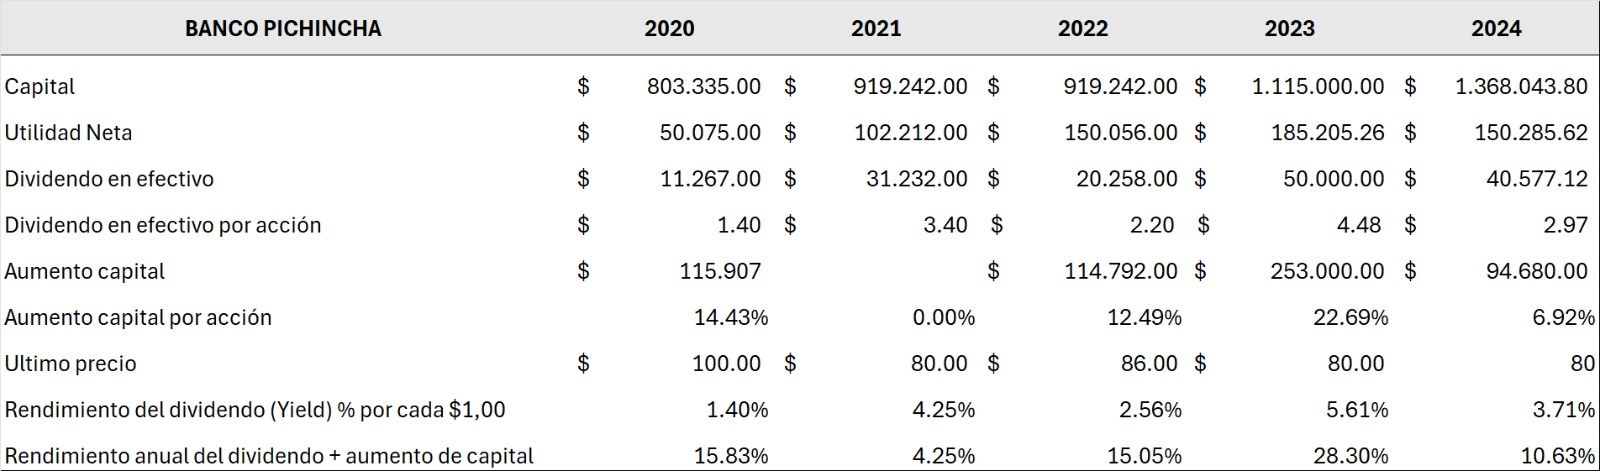 BANCO PICHINCHA 2020 2021 2022 2023 2024
Capital $ 803.335.00 $ 919.242.00 $ 919.242.00 $ 1.115.000.00 $ 1.368.043.80
Utilidad Neta $ 50.075.00 $ 102.212.00 $ 150.056.00 $ 185.205.26 $ 150.285.62
Dividendo en efectivo $ 11.267.00 $ 31.232.00 $ 20.258.00 $ 50.000.00 $ 40.577.12
Dividendo en efectivo por acción $ 1.40 $ 3.40 $ 2.20 $ 4.48 $ 2.97
Aumento capital $ 115.907 $ 114.792.00 $ 253.000.00 $ 94.680.00
Aumento capital por acción 14.43% 0.00% 12.49% 22.69% 6.92%
Ultimo precio $ 100.00 $ 80.00 $ 86.00 $ 80.00 80
Rendimiento del dividendo (Yield) % por cada $1,00 1.40% 4.25% 2.56% 5.61% 3.71%
Rendimiento anual del dividendo + aumento de capital 15.83% 4.25% 15.05% 28.30% 10.63%